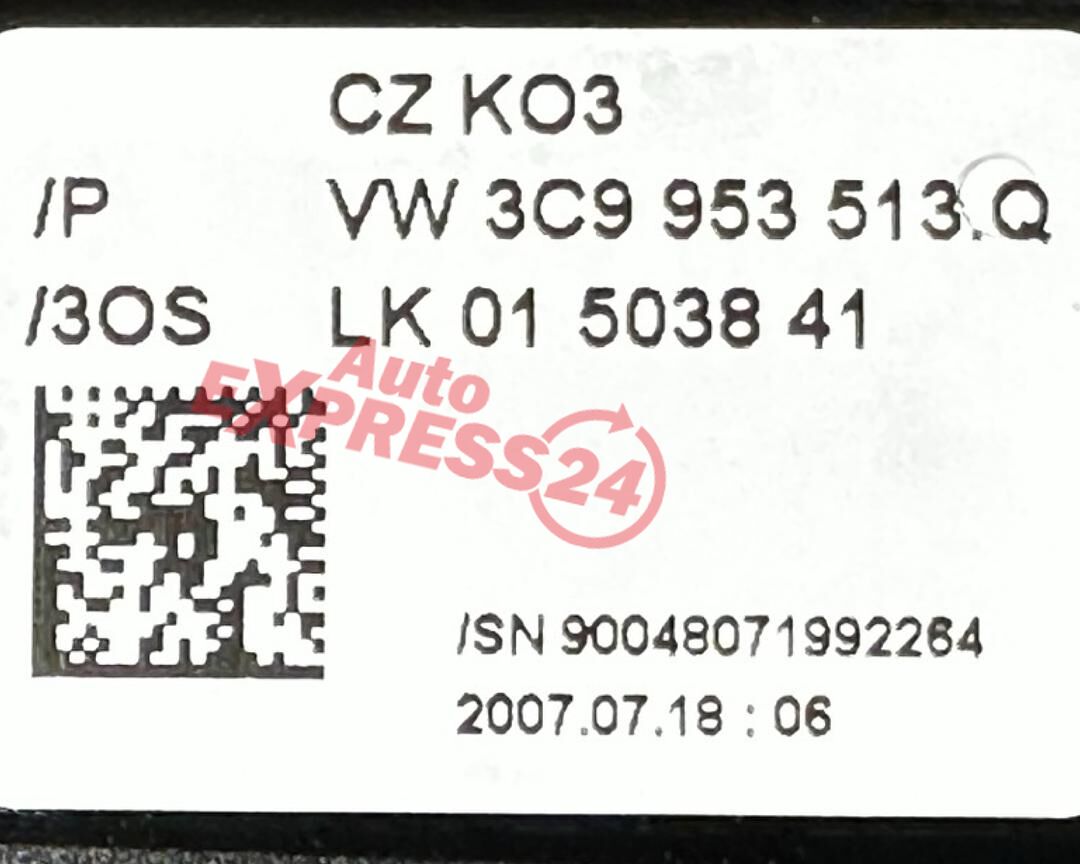 CZ KO3
/P VW 3C9 953 513.Q
/3OS LK 01 5038 41
Auto
EXPRESS24
/SN 90048071992264
2007.07.18 : 06